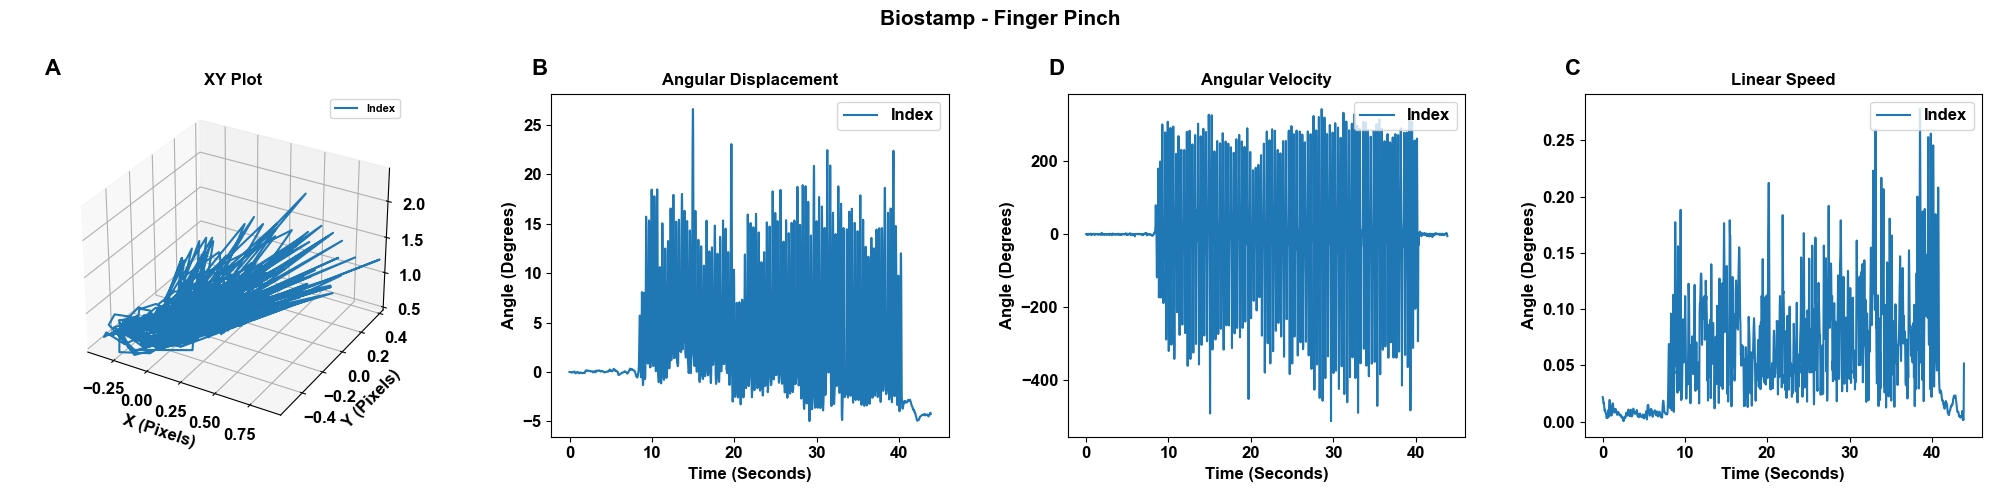 Biostamp - Finger Pinch
A
XY Plot
Index
2.0
1.5
1.0
0.5
0.4
0.2
0.0
−0.2
−0.4
Y (Pixels)
−0.25
0.00
0.25
0.50
0.75
X (Pixels)
B
Angular Displacement
Index
25
20
15
10
5
0
−5
Angle (Degrees)
0 10 20 30 40
Time (Seconds)
D
Angular Velocity
Index
200
0
−200
−400
Angle (Degrees)
0 10 20 30 40
Time (Seconds)
C
Linear Speed
Index
0.25
0.20
0.15
0.10
0.05
0.00
Angle (Degrees)
0 10 20 30 40
Time (Seconds)